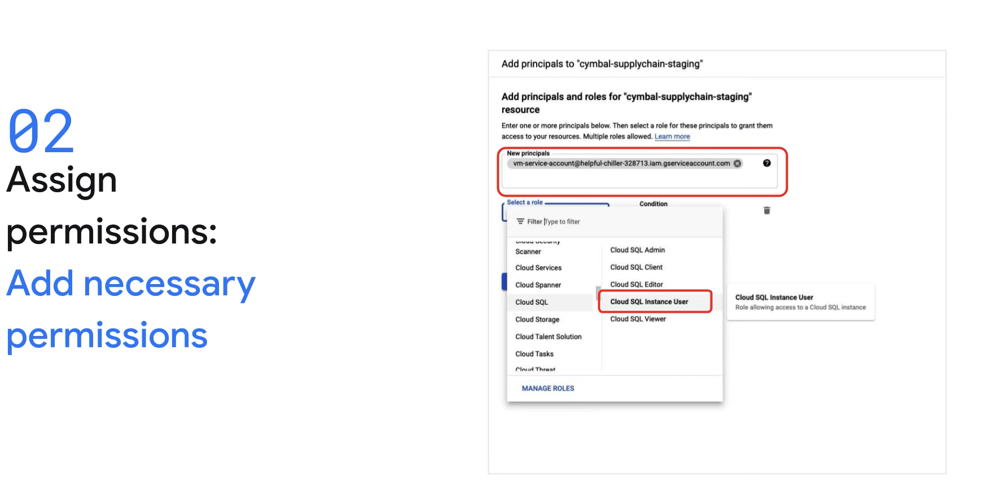 02
Assign
permissions:
Add necessary
permissions
Add principals to "cymbal-supplychain-staging"
Add principals and roles for "cymbal-supplychain-staging"
resource
Enter one or more principals below. Then select a role for these principals to grant them
access to your resources. Multiple roles allowed. Learn more
New principals
vm-service-account@helpful-chiller-328713.iam.gserviceaccount.com
Select a role
Condition
Filter Type to filter
Cloud Security
Scanner
Cloud Services
Cloud Spanner
Cloud SQL
Cloud Storage
Cloud Talent Solution
Cloud Tasks
Cloud Threat
Cloud SQL Admin
Cloud SQL Client
Cloud SQL Editor
Cloud SQL Instance User
Cloud SQL Viewer
Cloud SQL Instance User
Role allowing access to a Cloud SQL instance
MANAGE ROLES